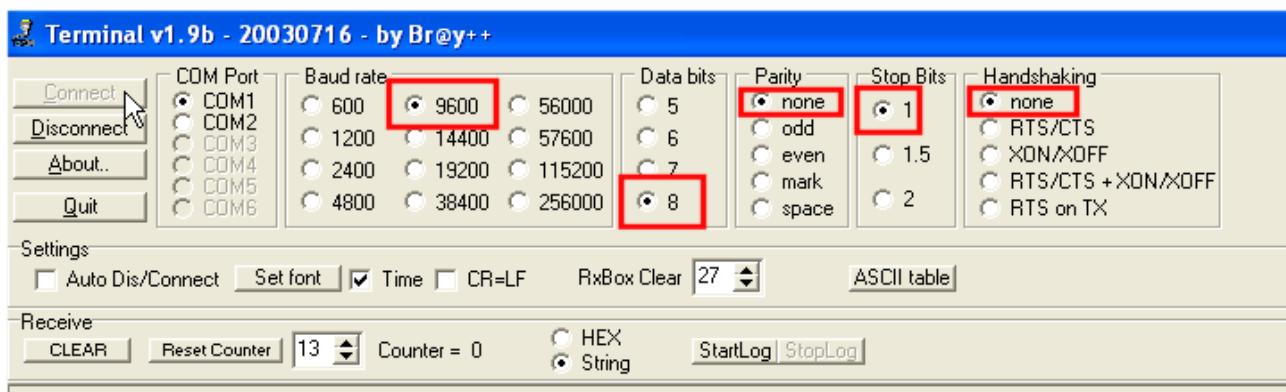 Terminal v1.9b - 20030716 - by Br@y++
Connect
Disconnect
About..
Quit
COM Port
COM1
COM2
COM3
COM4
COM5
COM6
Baud rate
600
1200
2400
4800
9600
14400
19200
38400
56000
57600
115200
256000
Data bits
5
6
7
8
Parity
none
odd
even
mark
space
Stop Bits
1
1.5
2
Handshaking
none
RTS/CTS
XON/XOFF
RTS/CTS + XON/XOFF
RTS on TX
Settings
Auto Dis/Connect Set font Time CR=LF RxBox Clear 27 ASCII table
Receive
CLEAR Reset Counter 13 Counter = 0 HEX
String
StartLog StopLog